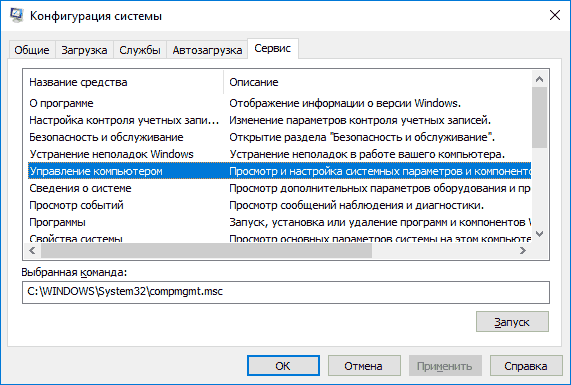 Конфигурация системы
Общие Загрузка Службы Автозагрузка Сервис
Название средства Описание
О программе Отображение информации о версии Windows.
Настройка контроля учетных запи... Изменение параметров контроля учетных записей.
Безопасность и обслуживание Открытие раздела "Безопасность и обслуживание".
Устранение неполадок Windows Устранение неполадок в работе вашего компьютера.
Управление компьютером Просмотр и настройка системных параметров и компоненто
Сведения о системе Просмотр дополнительных параметров оборудования и пр
Просмотр событий Просмотр сообщений наблюдения и диагностики.
Программы Запуск, установка или удаление программ и компонентов W
Свойства системы Просмотр основных параметров системы на этом компьюте
Выбранная команда:
C:\WINDOWS\System32\compmgmt.msc
Запуск
ОК Отмена Применить Справка